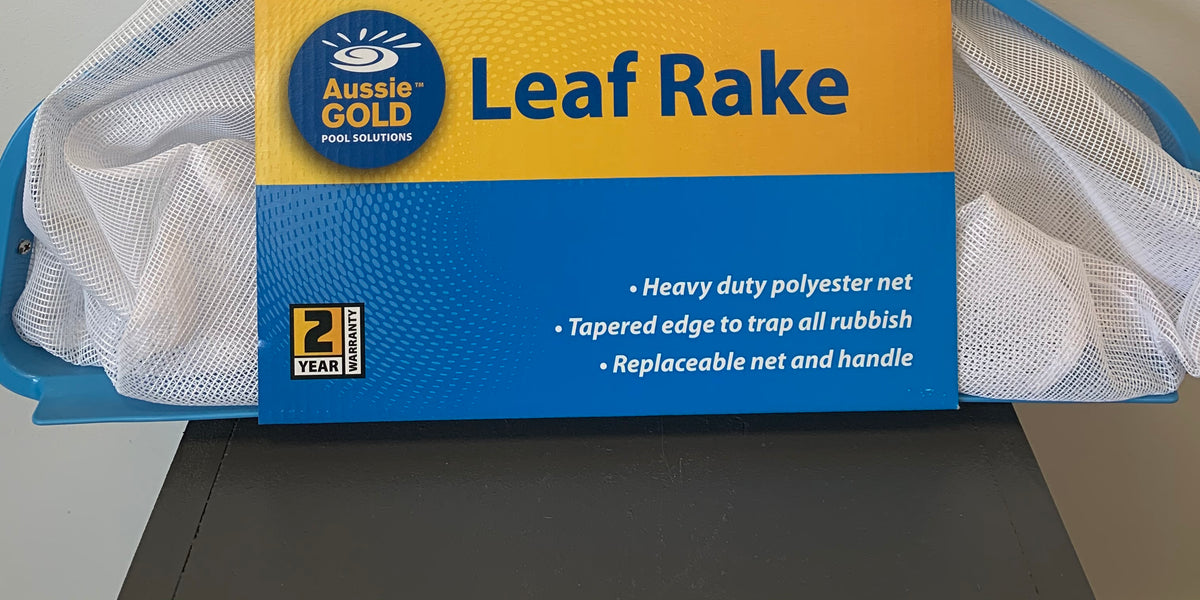 Aussie™
GOLD
POOL SOLUTIONS
Leaf Rake
• Heavy duty polyester net
• Tapered edge to trap all rubbish
• Replaceable net and handle
2
YEAR
WARRANTY